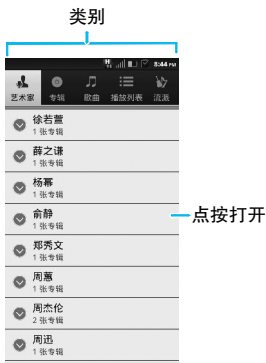 类别
8:44 PM
艺术家 专辑 歌曲 播放列表 流派
徐若萱
1 张专辑
薛之谦
1 张专辑
杨幂
1 张专辑
俞静
1 张专辑
点按打开
郑秀文
1 张专辑
周蕙
1 张专辑
周杰伦
2 张专辑
周迅
1 张专辑